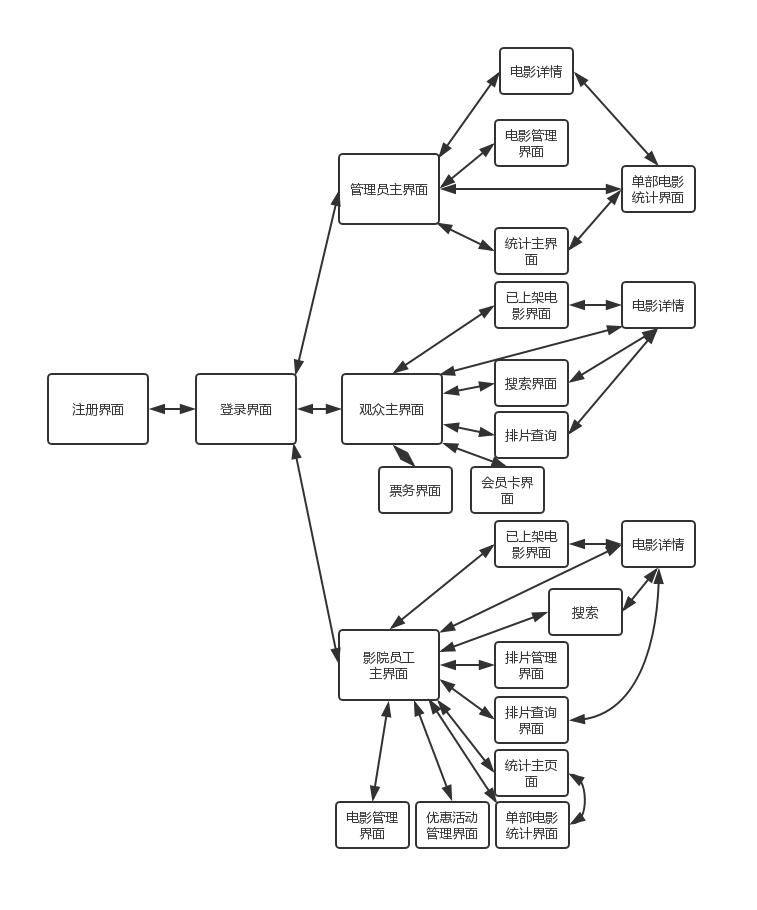 电影详情
电影管理
界面
管理员主界面
单部电影
统计界面
统计主界
面
已上架电
影界面
电影详情
搜索界面
注册界面
登录界面
观众主界面
排片查询
票务界面
会员卡界
面
已上架电
影界面
电影详情
搜索
影院员工
主界面
排片管理
界面
排片查询
界面
统计主页
面
电影管理
界面
优惠活动
管理界面
单部电影
统计界面